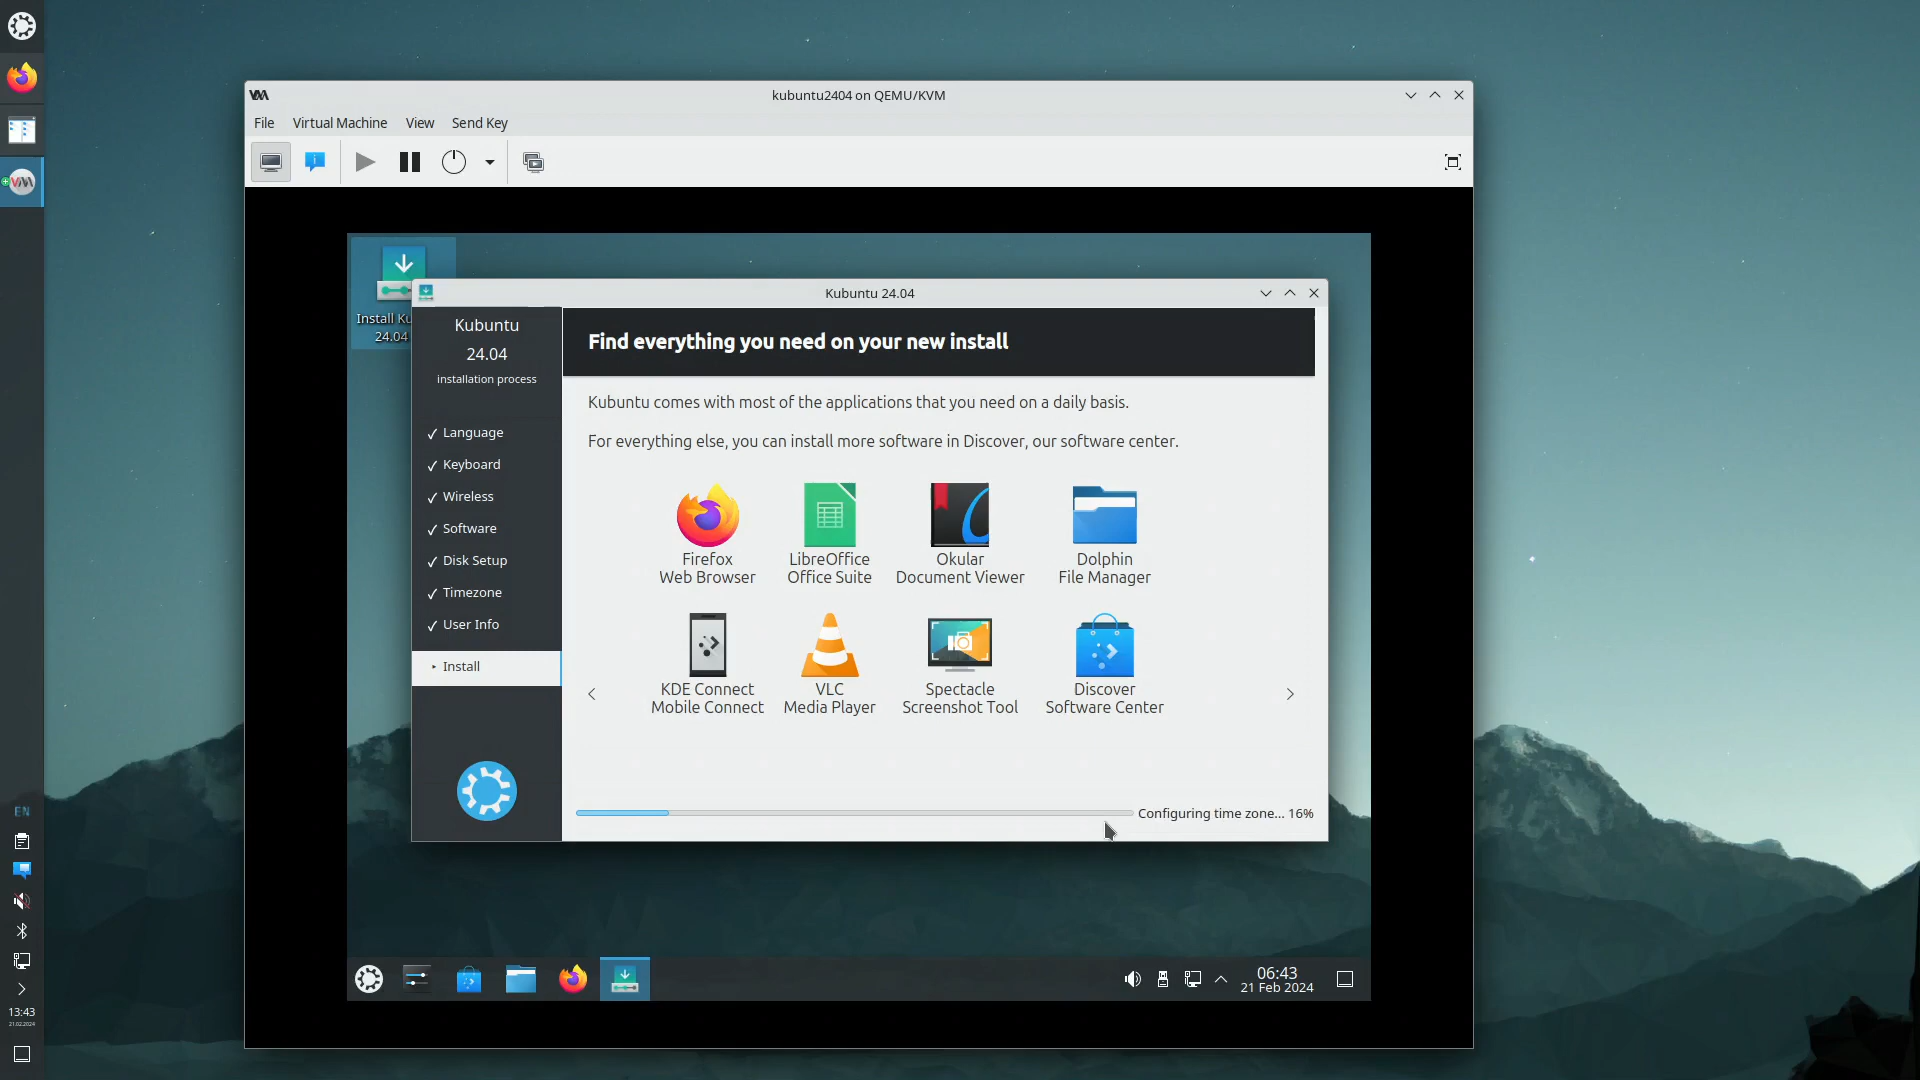 kubuntu2404 on QEMU/KVM
File Virtual Machine View Send Key
Install Ku
24.04
Kubuntu 24.04
Kubuntu
24.04
installation process
✓ Language
✓ Keyboard
✓ Wireless
✓ Software
✓ Disk Setup
✓ Timezone
✓ User Info
Install
Find everything you need on your new install
Kubuntu comes with most of the applications that you need on a daily basis.
For everything else, you can install more software in Discover, our software center.
Firefox
Web Browser
LibreOffice
Office Suite
Okular
Document Viewer
Dolphin
File Manager
KDE Connect
Mobile Connect
VLC
Media Player
Spectacle
Screenshot Tool
Discover
Software Center
Configuring time zone... 16%
06:43
21 Feb 2024
EN
13:43
21.02.2024